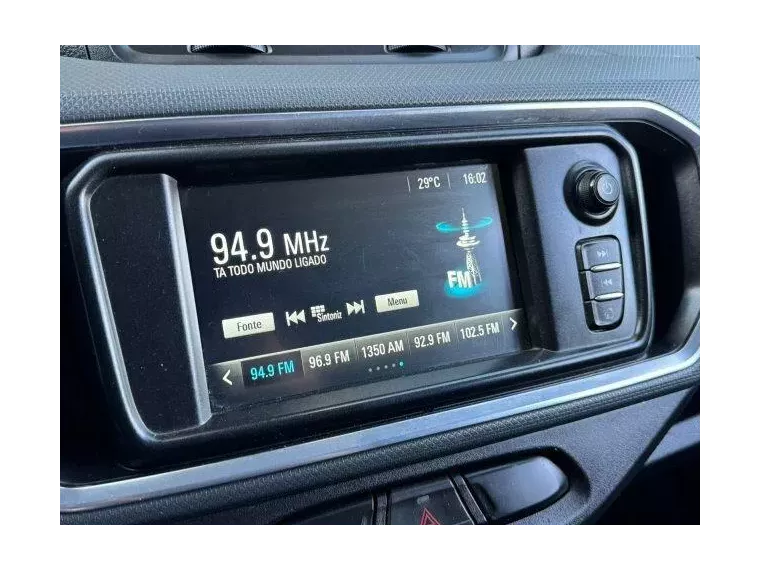 29°C 16:02
94.9 MHz
TA TODO MUNDO LIGADO
FM
Fonte Sintoniz Menu
94.9 FM 96.9 FM 1350 AM 92.9 FM 102.5 FM